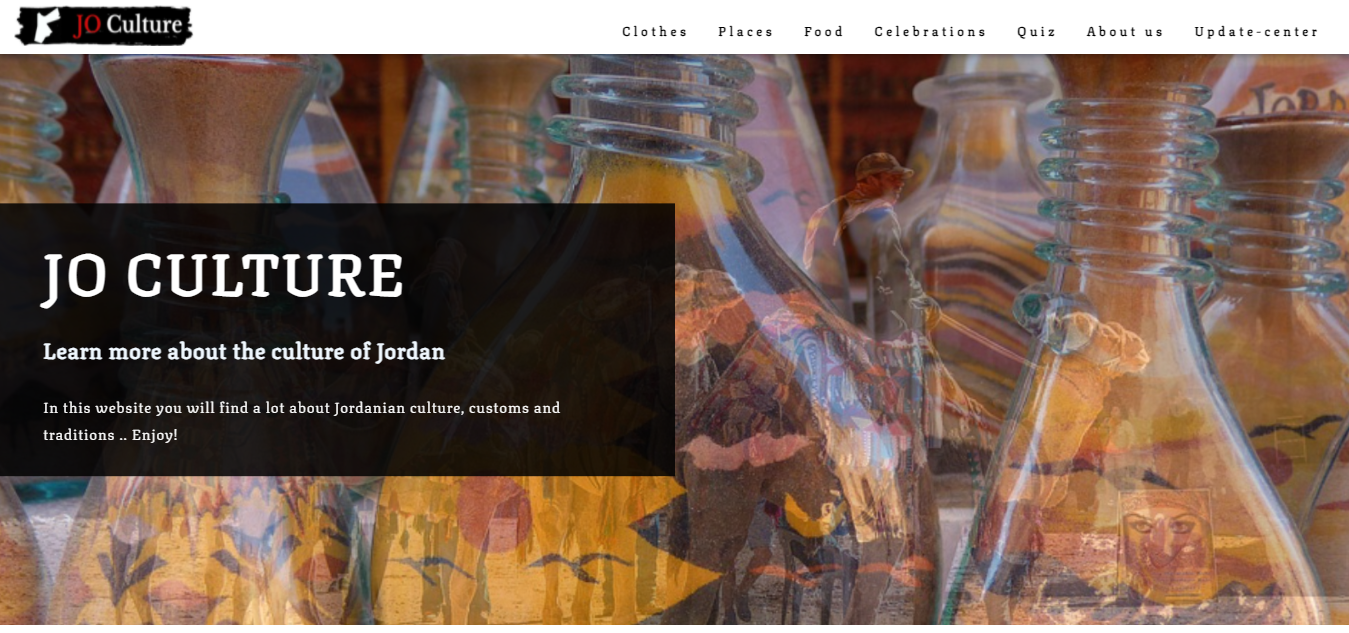 JO Culture
Clothes Places Food Celebrations Quiz About us Update-center
JO CULTURE
Learn more about the culture of Jordan
In this website you will find a lot about Jordanian culture, customs and
traditions .. Enjoy!